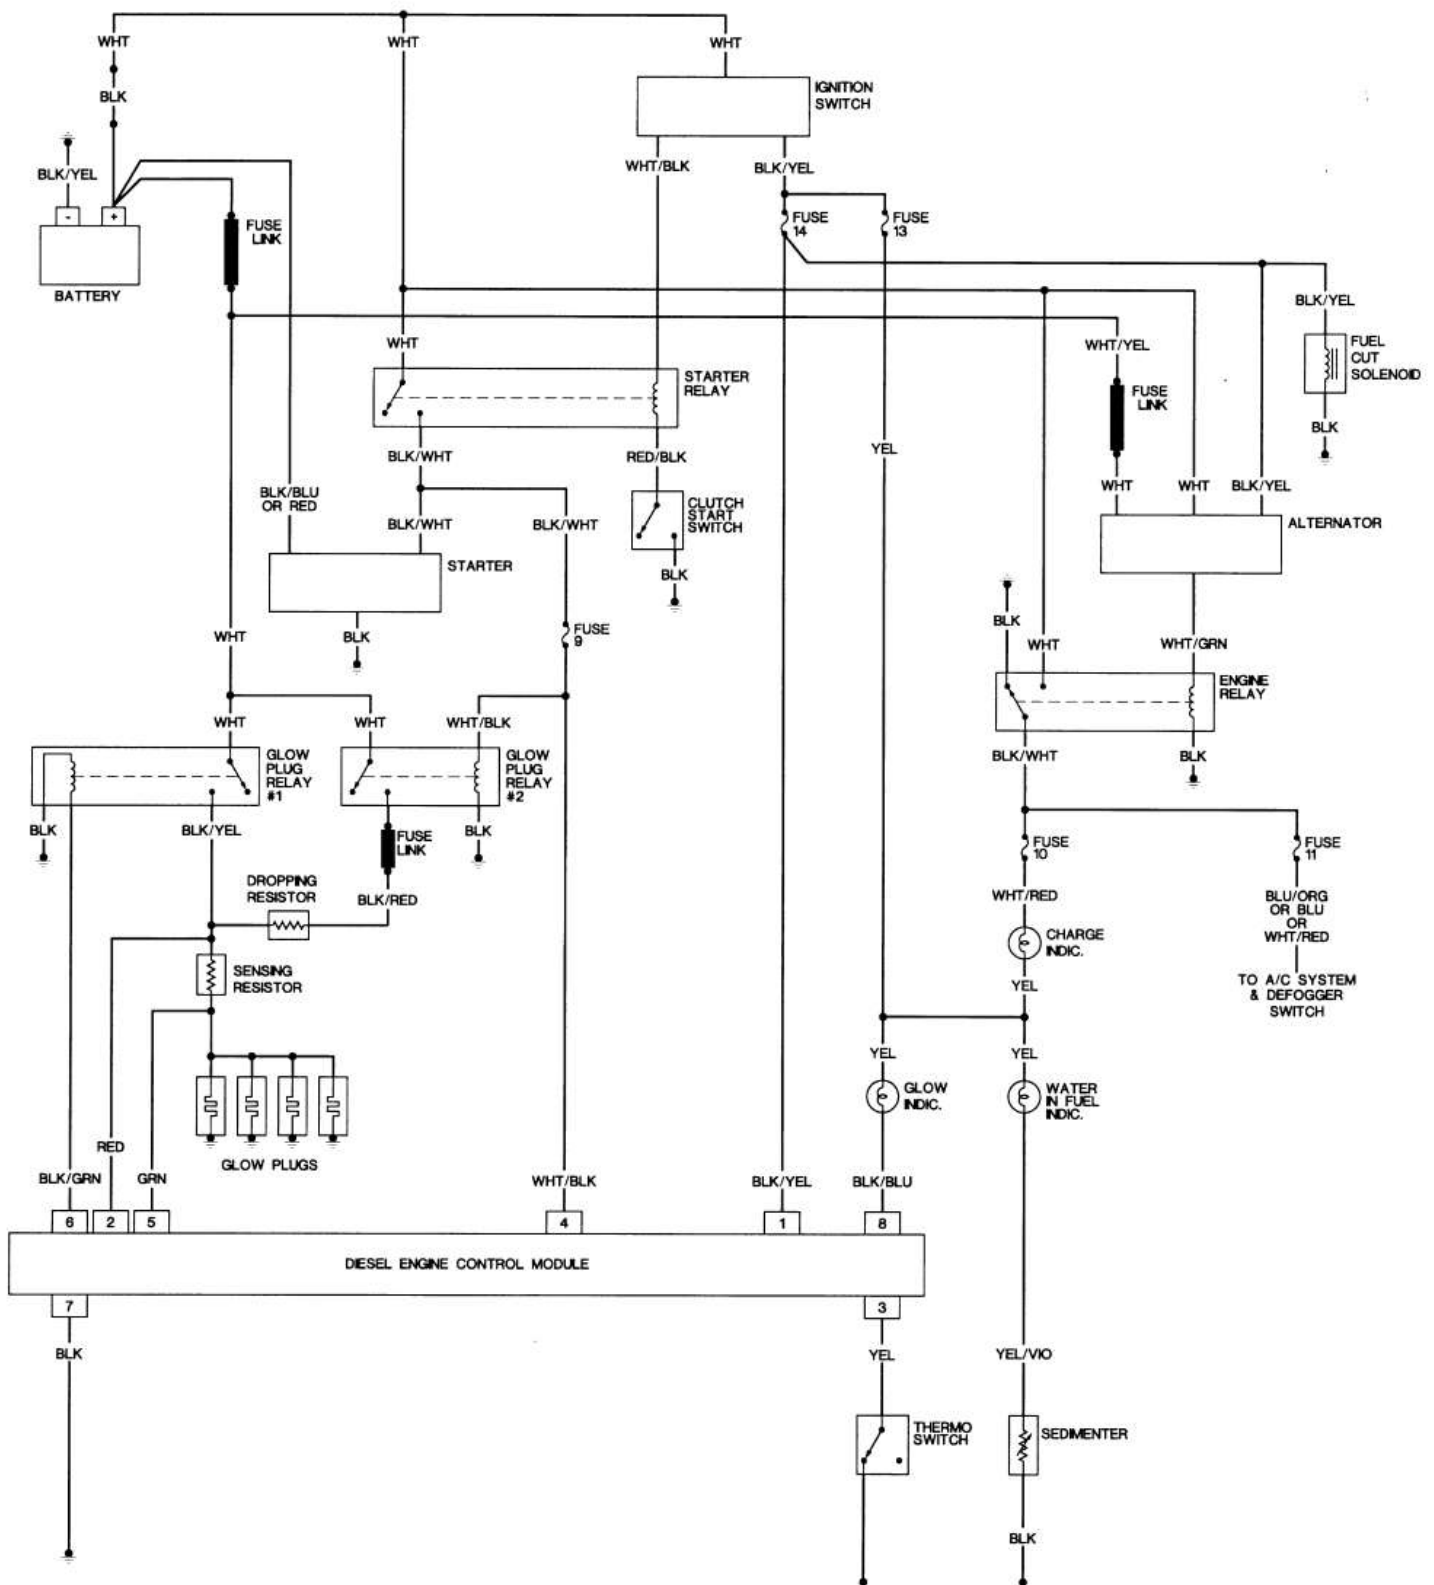 WHT
WHT
WHT
BLK
IGNITION
SWITCH
WHT/BLK
BLK/YEL
BLK/YEL
-
+
FUSE
LINK
FUSE
14
FUSE
13
BATTERY
BLK/YEL
WHT
WHT/YEL
FUEL
CUT
SOLENOID
STARTER
RELAY
FUSE
LINK
BLK
BLK/WHT
RED/BLK
YEL
BLK/BLU
OR RED
WHT
WHT
BLK/YEL
CLUTCH
START
SWITCH
BLK/WHT
BLK/WHT
ALTERNATOR
STARTER
BLK
BLK
WHT
BLK
FUSE
9
WHT
WHT/GRN
ENGINE
RELAY
WHT
WHT
WHT/BLK
GLOW
PLUG
RELAY
#1
GLOW
PLUG
RELAY
#2
BLK/WHT
BLK
BLK
BLK/YEL
FUSE
LINK
BLK
FUSE
10
FUSE
11
DROPPING
RESISTOR
BLK/RED
WHT/RED
BLU/ORG
OR BLU
OR
WHT/RED
CHARGE
INDIC.
SENSING
RESISTOR
YEL
TO A/C SYSTEM
& DEFOGGER
SWITCH
YEL
YEL
GLOW
INDIC.
WATER
IN FUEL
INDIC.
RED
GLOW PLUGS
BLK/GRN
GRN
WHT/BLK
BLK/YEL
BLK/BLU
6
2
5
4
1
8
DIESEL ENGINE CONTROL MODULE
7
3
BLK
YEL
YEL/VIO
THERMO
SWITCH
SEDIMENTER
BLK